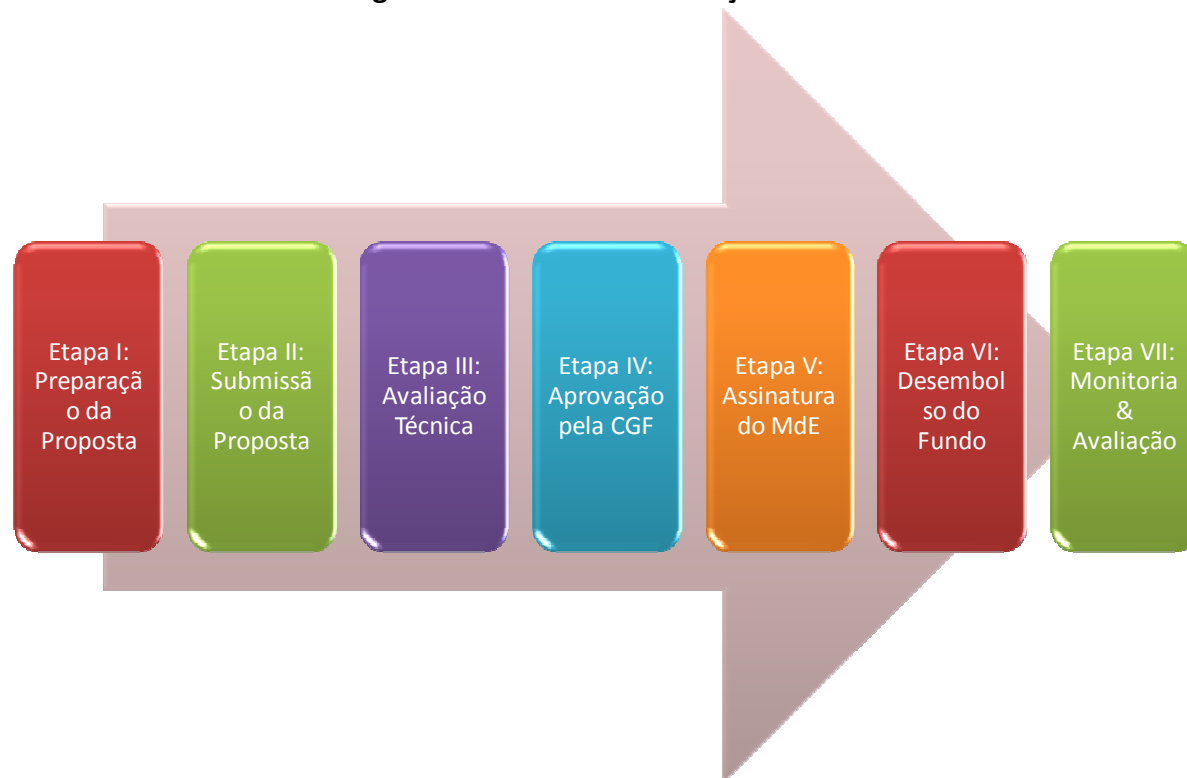 Etapa I:
Preparaçã
o da
Proposta
Etapa II:
Submissã
o da
Proposta
Etapa III:
Avaliação
Técnica
Etapa IV:
Aprovação
pela CGF
Etapa V:
Assinatura
do MdE
Etapa VI:
Desembol
so do
Fundo
Etapa VII:
Monitoria
&
Avaliação